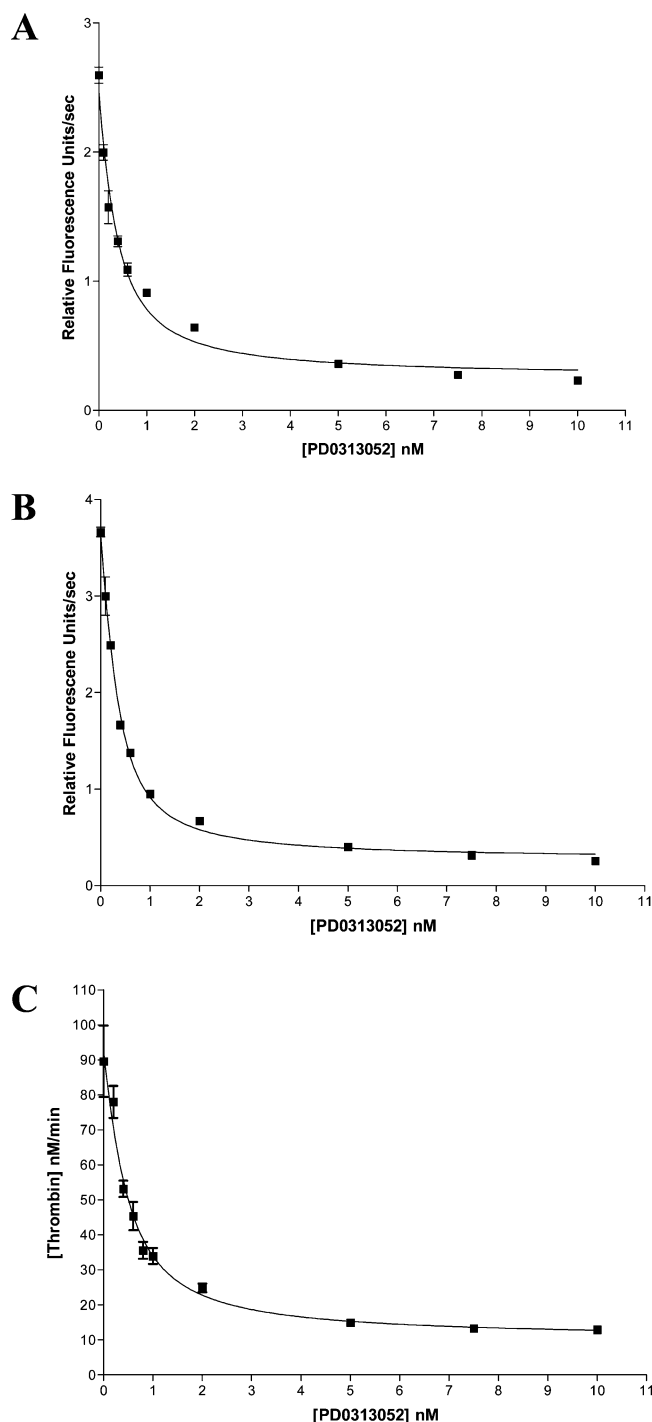 A
3
2
1
0
Relative Fluorescence Units/sec
0 1 2 3 4 5 6 7 8 9 10 11
[PD0313052] nM
B
4
3
2
1
0
Relative Fluorescene Units/sec
0 1 2 3 4 5 6 7 8 9 10 11
[PD0313052] nM
C
110
100
90
80
70
60
50
40
30
20
10
0
[Thrombin] nM/min
0 1 2 3 4 5 6 7 8 9 10 11
[PD0313052] nM